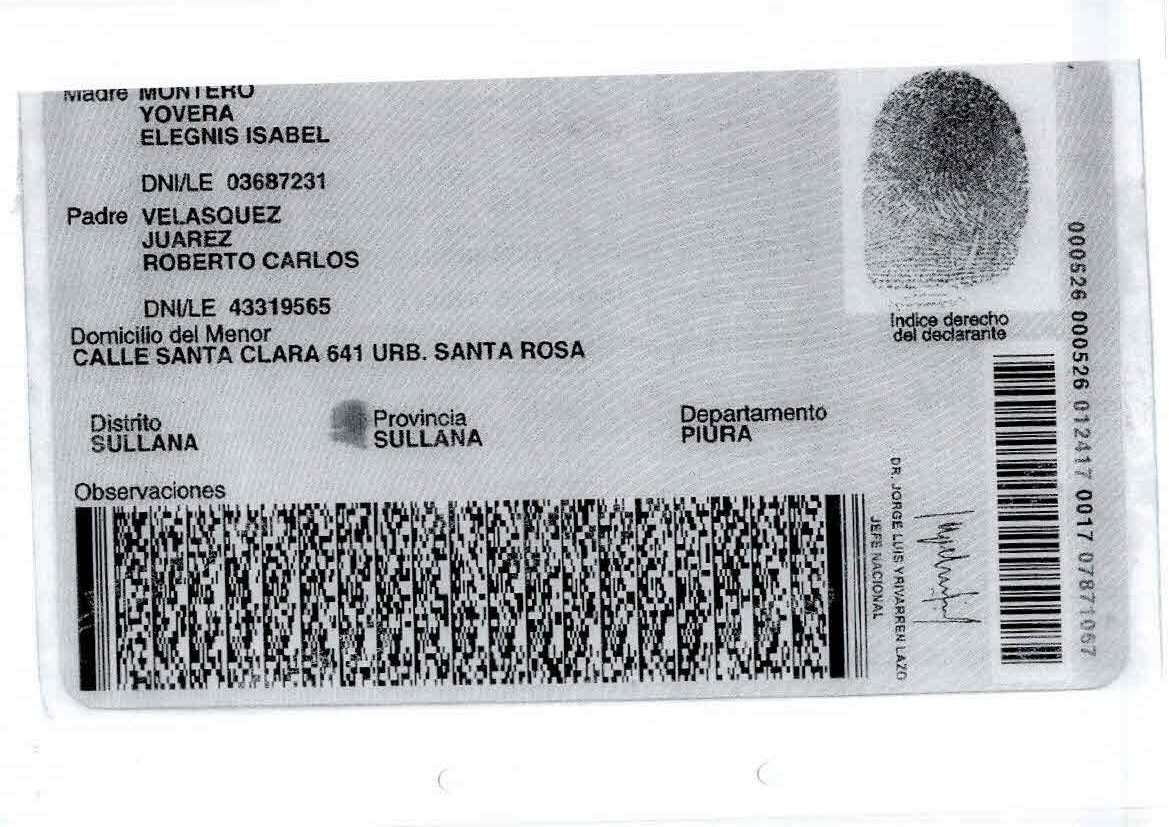 Madre MONTERO
YOVERA
ELEGNIS ISABEL
DNI/LE 03687231
Padre VELASQUEZ
JUAREZ
ROBERTO CARLOS
DNI/LE 43319565
Domicilio del Menor
CALLE SANTA CLARA 641 URB. SANTA ROSA
Distrito
SULLANA
Provincia
SULLANA
Departamento
PIURA
Observaciones
Indice derecho
del declarante
DR. JORGE LUIS YRIVARREN LAZO
JEFE NACIONAL
000526 000526 012417 0017 07871067